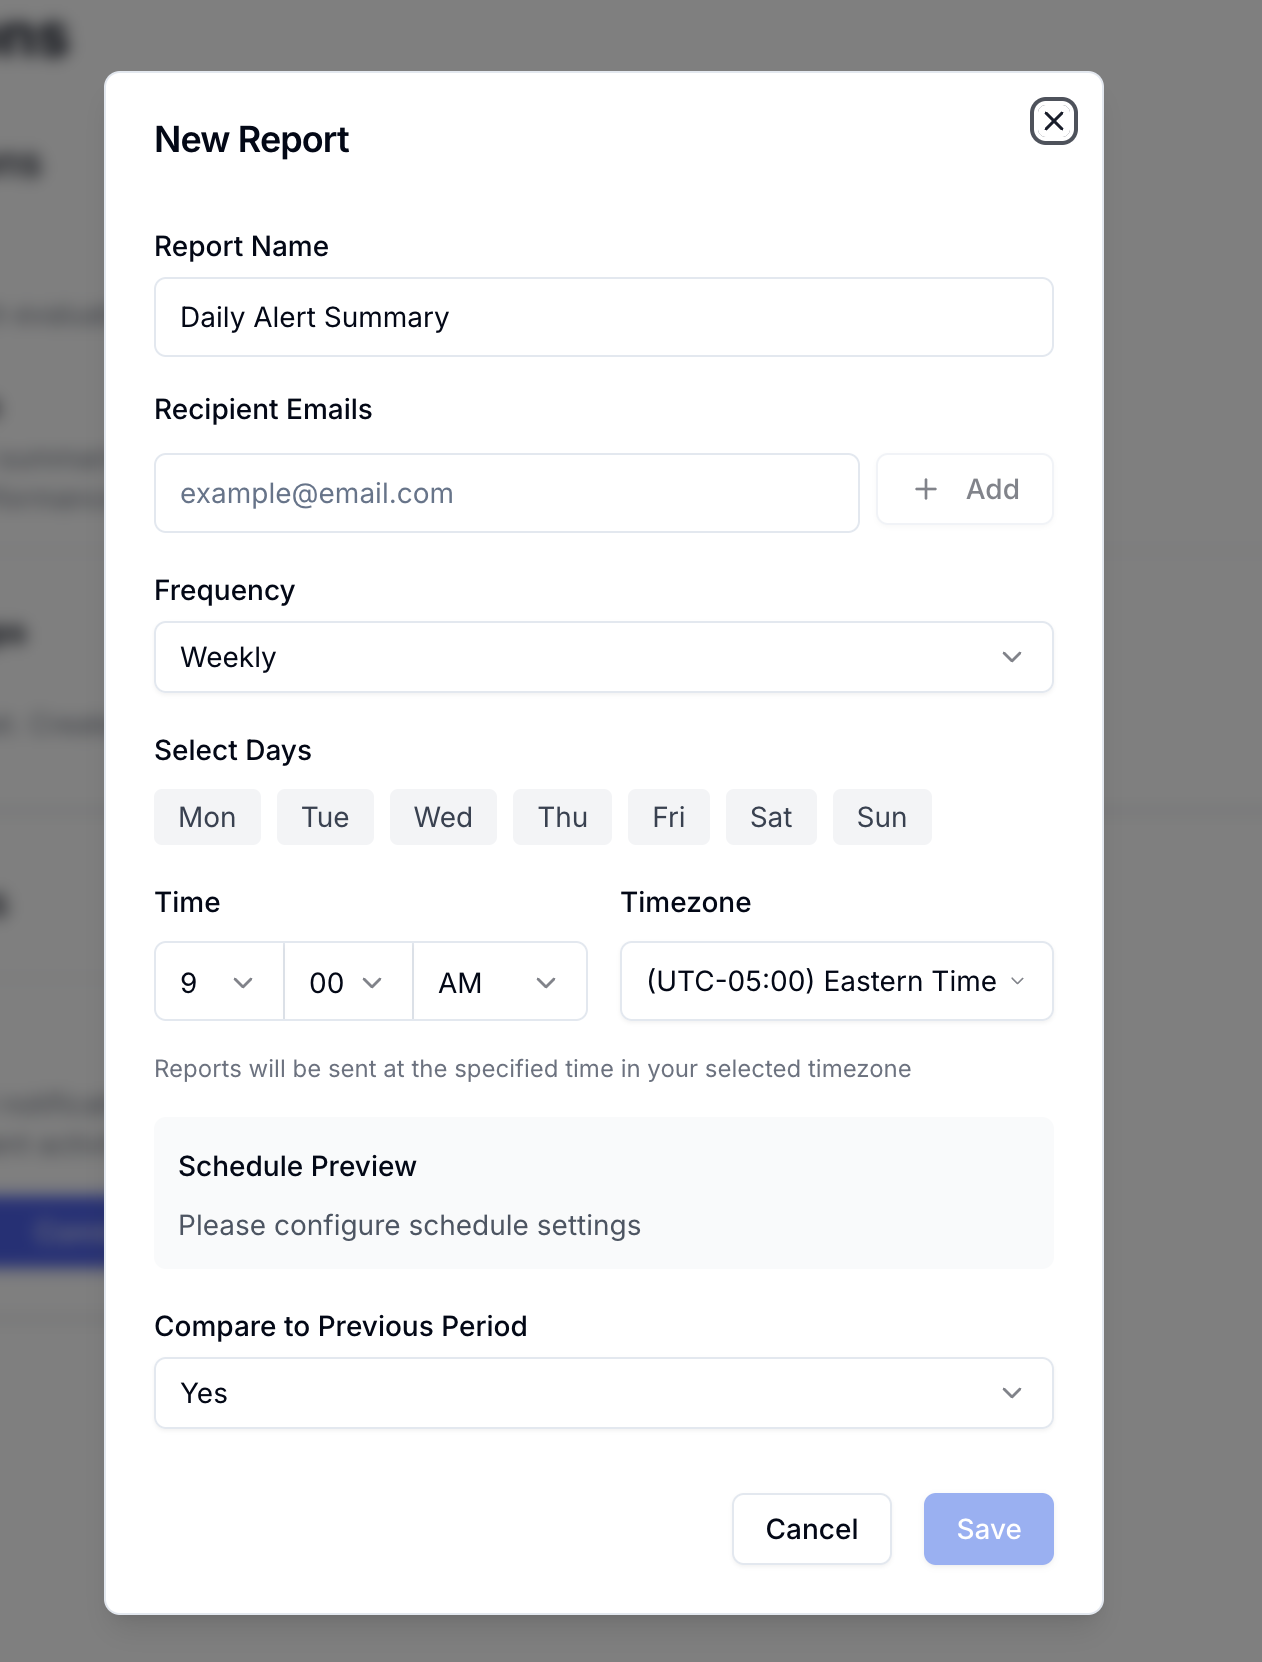 New Report
Report Name
Daily Alert Summary
Recipient Emails
example@email.com
Add
Frequency
Weekly
Select Days
Mon Tue Wed Thu Fri Sat Sun
Time Timezone
9 00 AM (UTC-05:00) Eastern Time
Reports will be sent at the specified time in your selected timezone
Schedule Preview
Please configure schedule settings
Compare to Previous Period
Yes
Cancel Save